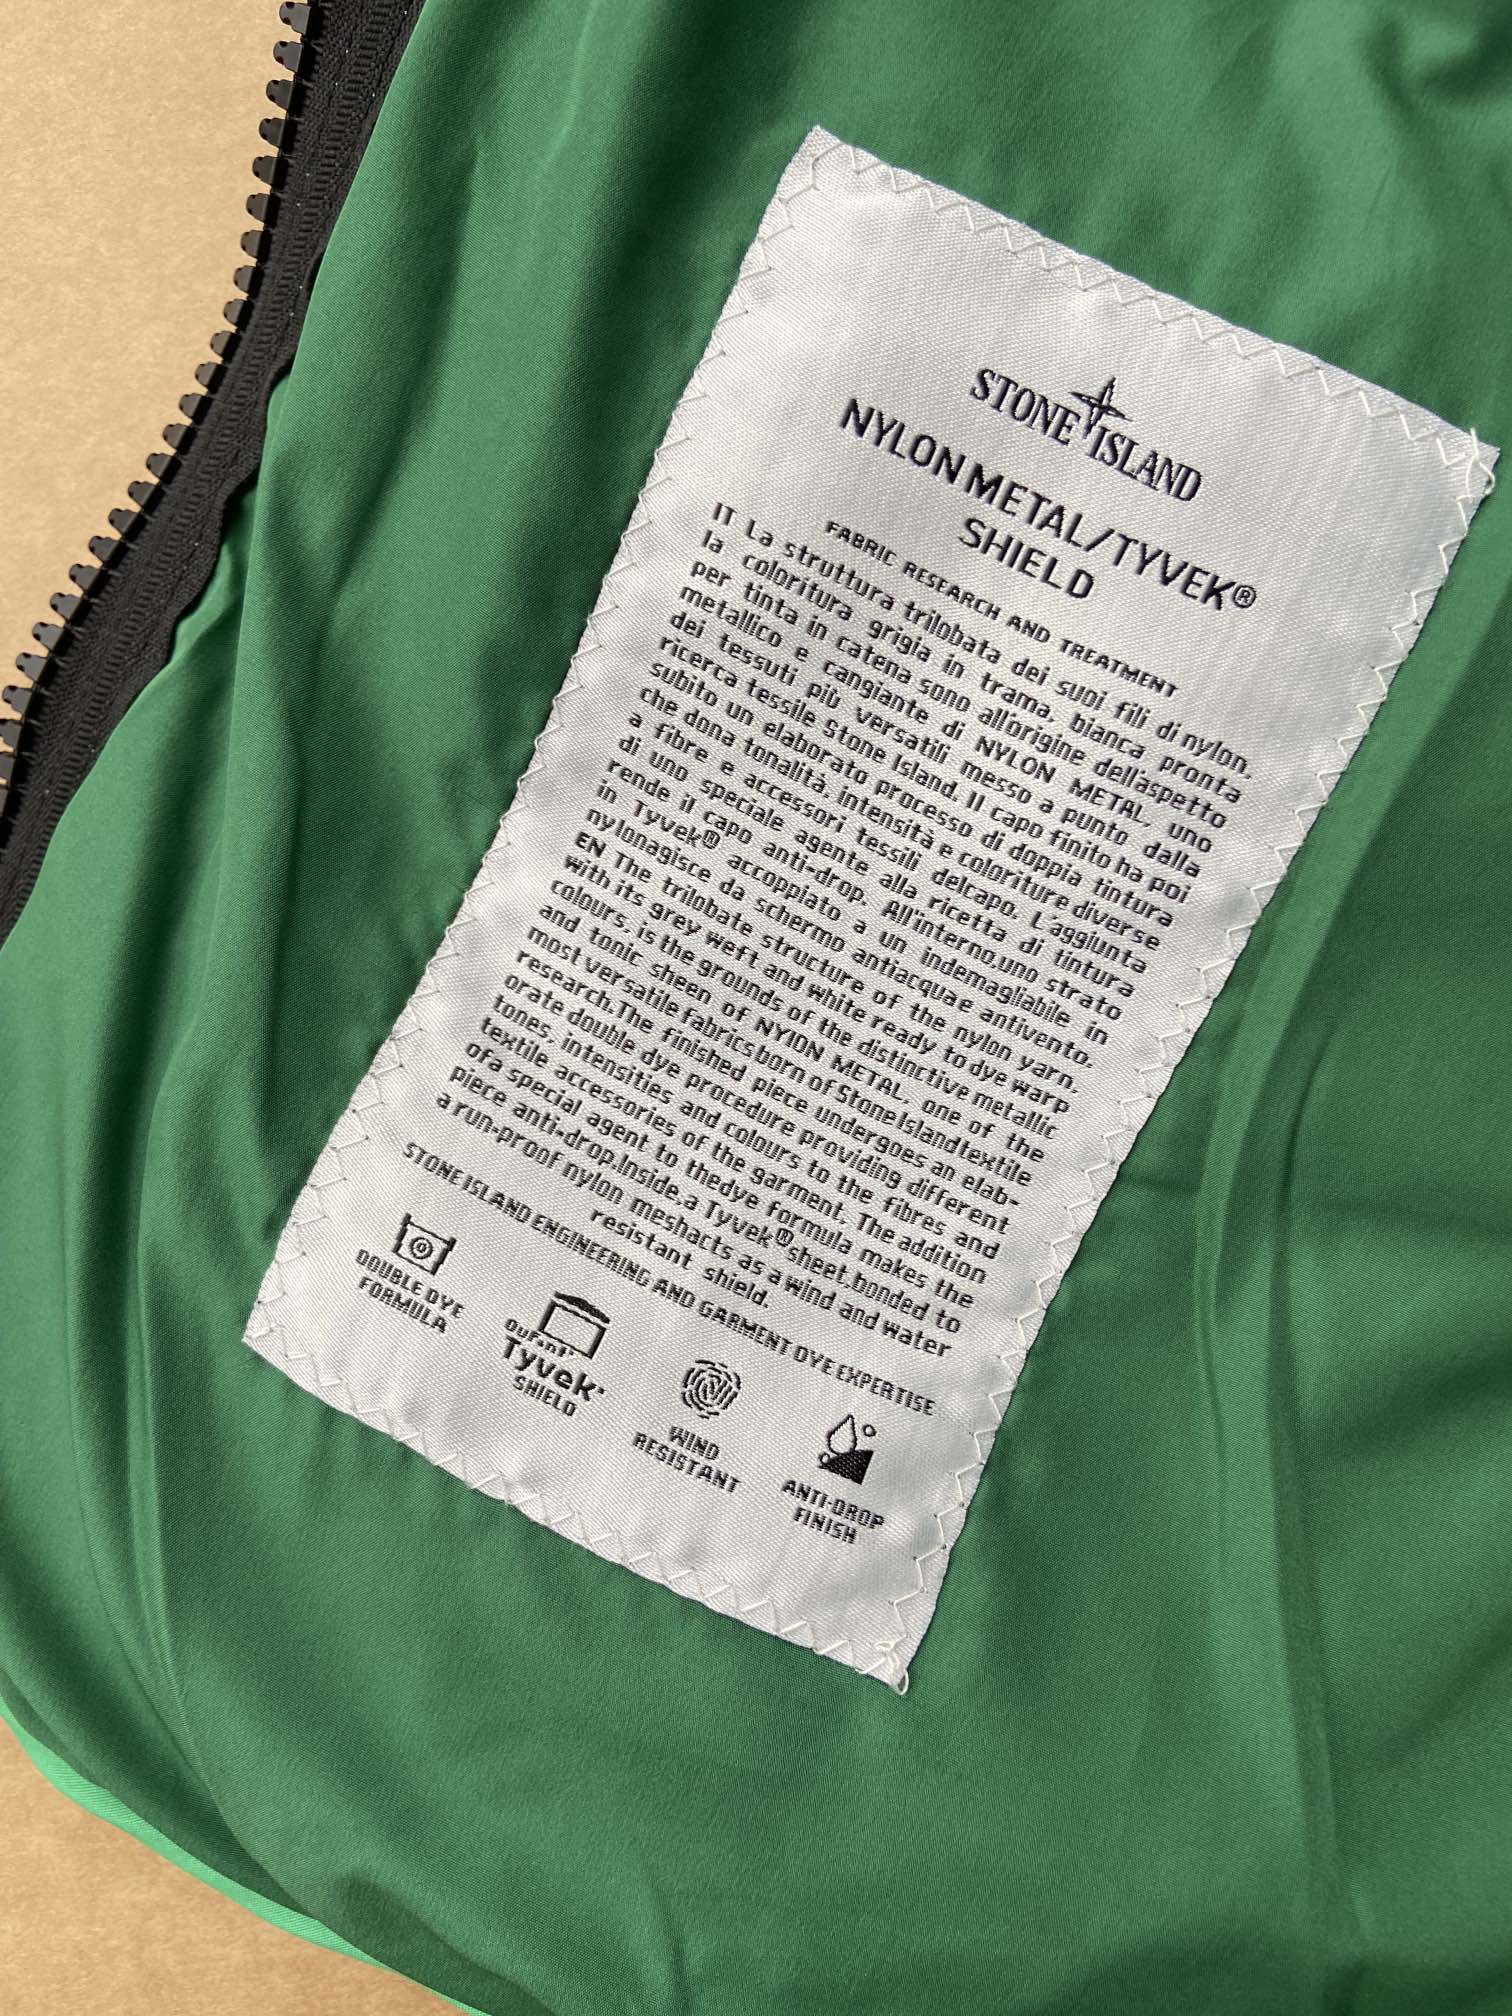 STONE ISLAND
NYLON METAL/TYVEK®
SHIELD
FABRIC RESEARCH AND TREATMENT
IT La struttura trilobata dei suoi fili di nylon,
la coloritura grigia in trama, bianca pronta
per tinta in catena sono all'origine dell'aspetto
metallico e cangiante di NYLON METAL, uno
dei tessuti più versatili messo a punto dalla
ricerca tessile Stone Island. Il capo finito ha poi
subito un elaborato processo di doppia tintura
che dona tonalità, intensità e coloriture diverse
a fibre e accessori tessili delcapo. L'aggiunta
di uno speciale agente alla ricetta di tintura
rende il capo anti-drop. All'interno,uno strato
in Tyvek® accoppiato a un indemagliabile in
nylonagisce da schermo antiacqua e antivento.
EN The trilobate structure of the nylon yarn,
with its grey weft and white ready to dye warp
colours, is the grounds of the distinctive metallic
and tonic sheen of NYlON METAL, one of the
most versatile fabrics born of Stone Island textile
research.The finished piece undergoes an elab-
orate double dye procedure providing different
tones, intensities and colours to the fibres and
textile accessories of the garment. The addition
ofa special agent to thedye formula makes the
piece anti-drop.Inside,a Tyvek®sheet,bonded to
a run-proof nylon meshacts as a wind and water
resistant shield.
STONE ISLAND ENGINEERING AND GARMENT DYE EXPERTISE
DOUBLE DYE
FORMULA
DuPont™
Tyvek®
SHIELD
WIND
RESISTANT
ANTI-DROP
FINISH